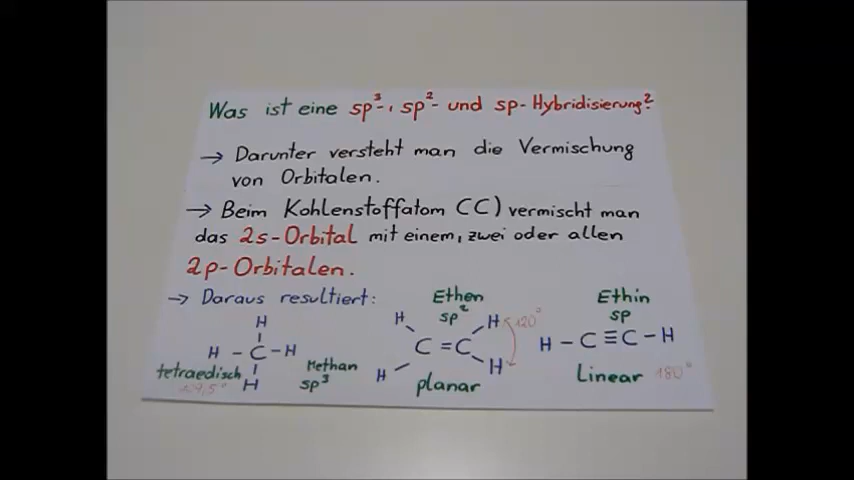 Was ist eine sp³-, sp²- und sp-Hybridisierung?
→ Darunter versteht man die Vermischung
von Orbitalen.
→ Beim Kohlenstoffatom (C) vermischt man
das 2s-Orbital mit einem, zwei oder allen
2p-Orbitalen.
→ Daraus resultiert:
H
H - C - H
H
tetraedisch
Methan
sp³
Ethen
sp²
H H 120°
C = C
H H
planar
Ethin
sp
H - C ≡ C - H
Linear 180°